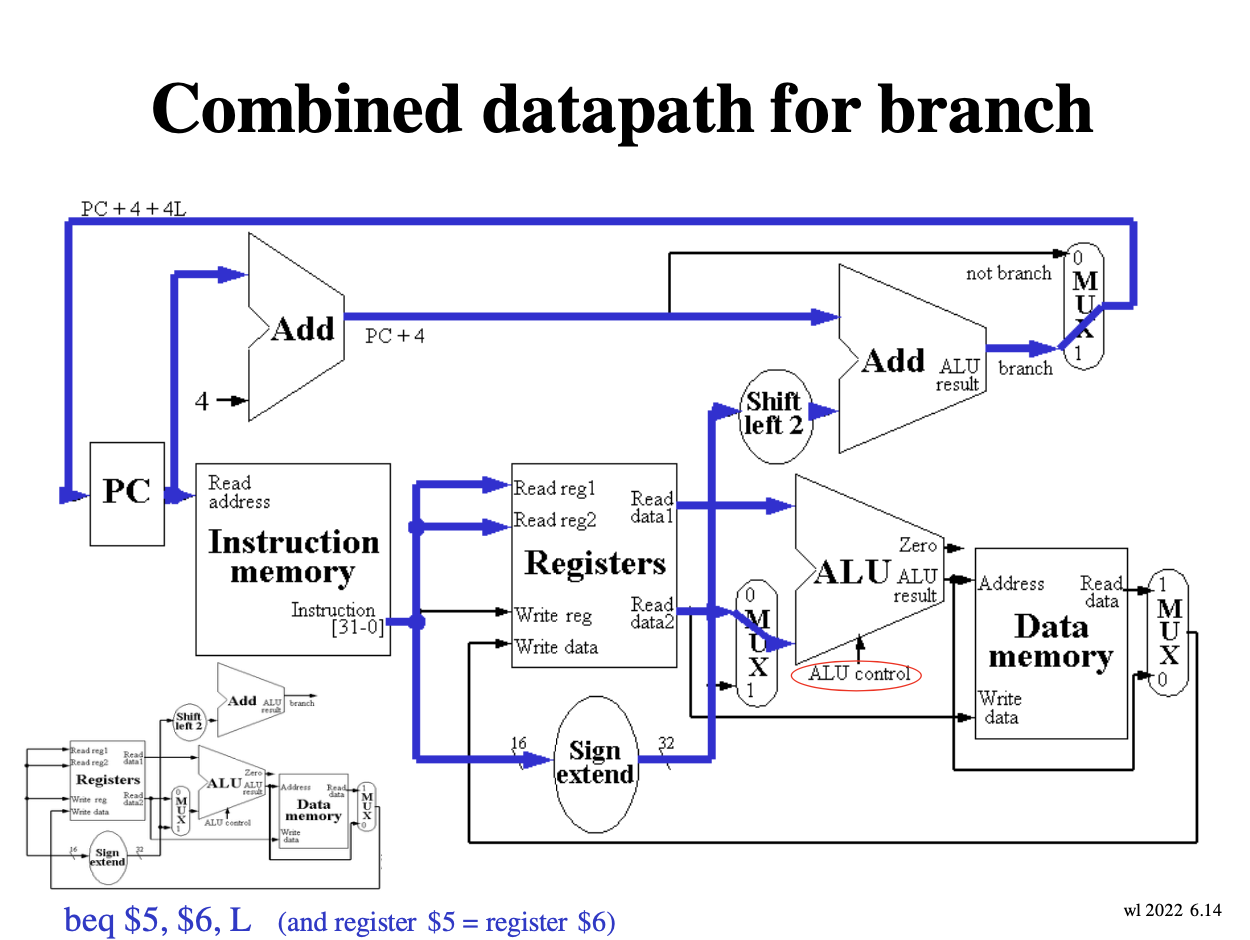 Combined datapath for branch
PC + 4 + 4L
not branch
0
M
U
X
1
Add
PC + 4
Add
ALU
result
branch
4
Shift
left 2
PC
Read
address
Instruction
memory
Instruction
[31-0]
Read reg1
Read reg2
Registers
Write reg
Write data
Read
data1
Read
data2
0
M
U
X
1
Zero
ALU
ALU
result
ALU control
Address
Read
data
Data
memory
Write
data
1
M
U
X
0
16
Sign
extend
32
Add
ALU
result
branch
Shift
left 2
Read reg1
Read reg2
Registers
Write reg
Write data
Read
data1
Read
data2
0
M
U
X
1
Zero
ALU
ALU
result
ALU control
Address
Read
data
Data
memory
Write
data
1
M
U
X
0
16
Sign
extend
32
beq $5, $6, L (and register $5 = register $6)
wl 2022 6.14